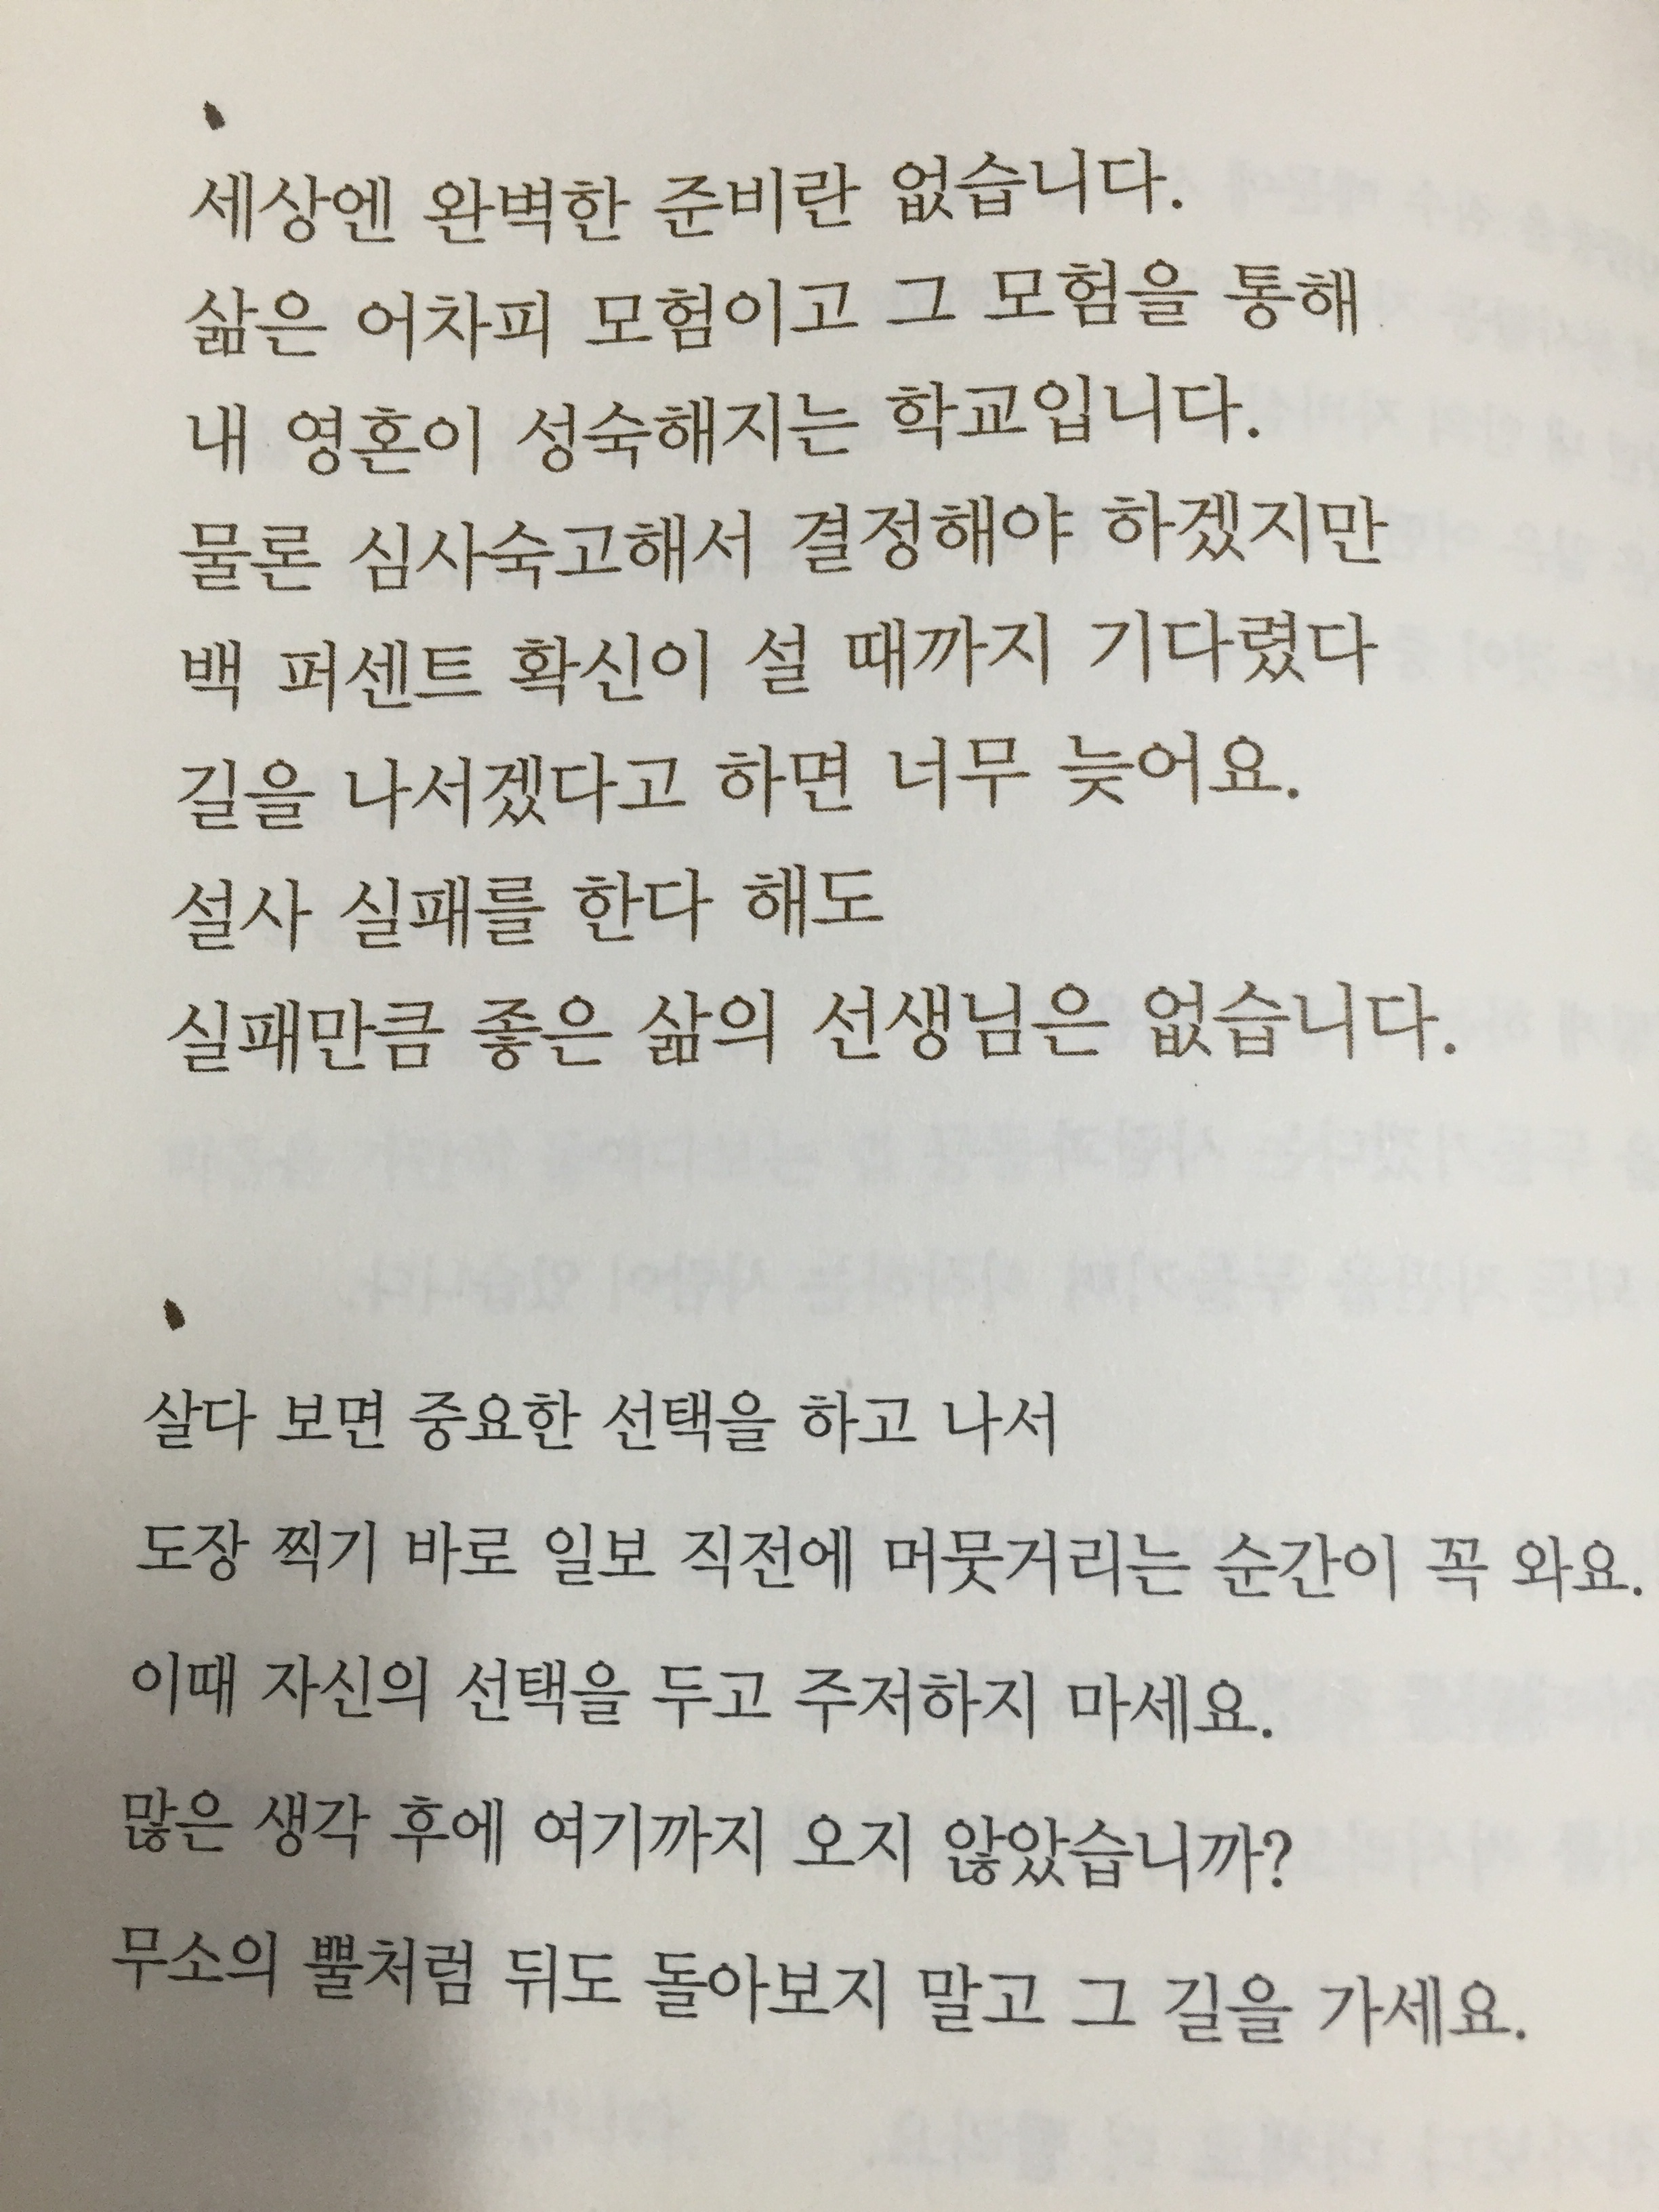 세상엔 완벽한 준비란 없습니다.
삶은 어차피 모험이고 그 모험을 통해
내 영혼이 성숙해지는 학교입니다.
물론 심사숙고해서 결정해야 하겠지만
백 퍼센트 확신이 설 때까지 기다렸다
길을 나서겠다고 하면 너무 늦어요.
설사 실패를 한다 해도
실패만큼 좋은 삶의 선생님은 없습니다.
살다 보면 중요한 선택을 하고 나서
도장 찍기 바로 일보 직전에 머뭇거리는 순간이 꼭 와요.
이때 자신의 선택을 두고 주저하지 마세요.
많은 생각 후에 여기까지 오지 않았습니까?
무소의 뿔처럼 뒤도 돌아보지 말고 그 길을 가세요.